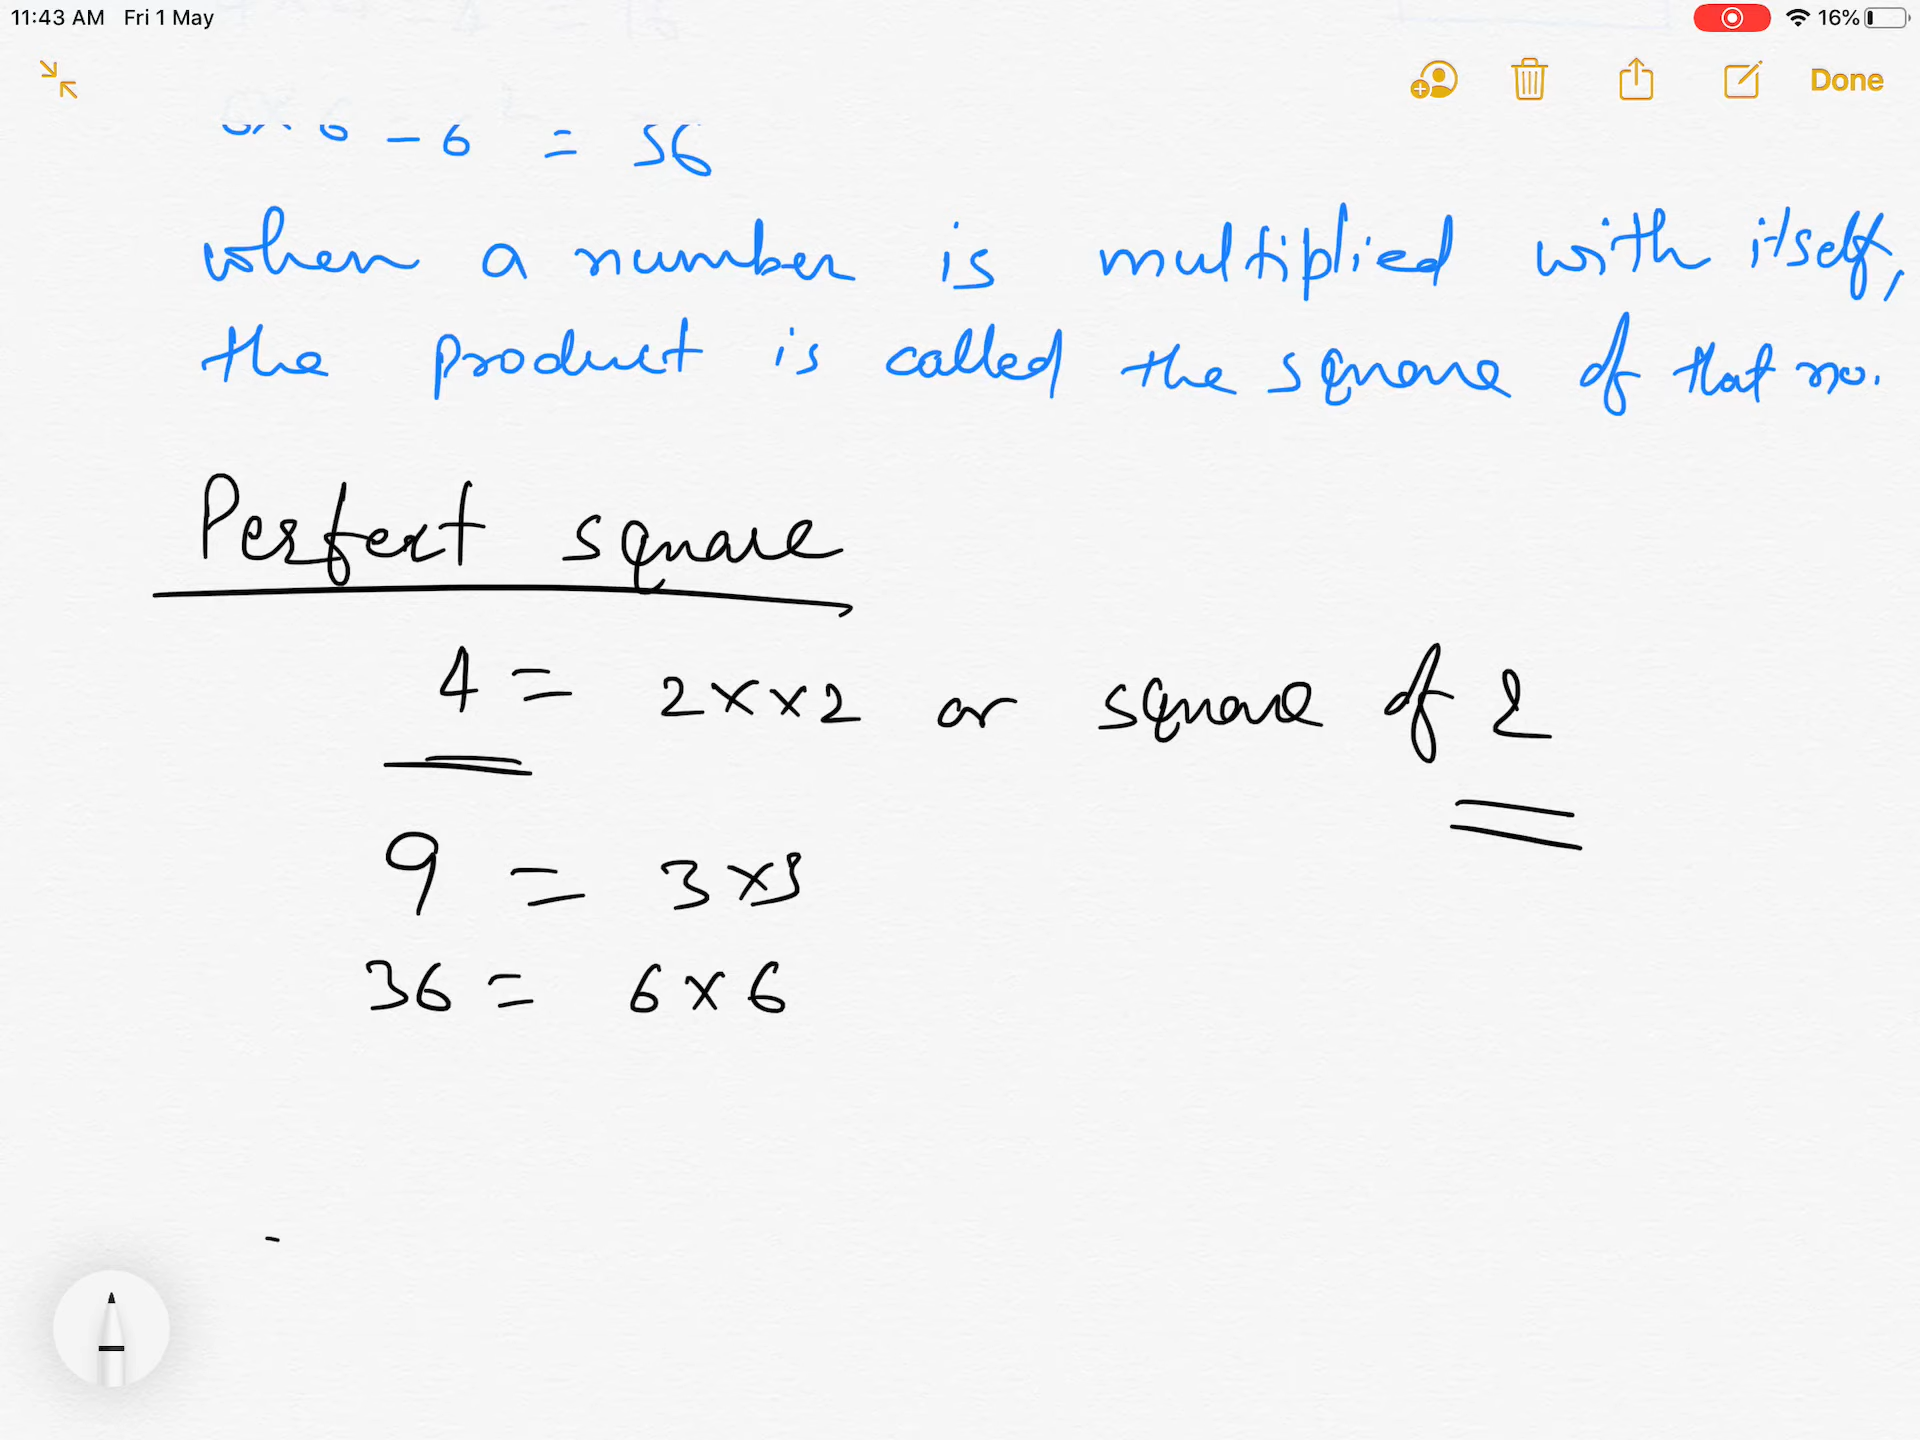 11:43 AM Fri 1 May 16%
Done
6 - 6 = 36
when a number is multiplied with itself,
the product is called the square of that no.
Perfect square
4 = 2××2 or square of 2
9 = 3×3
36 = 6×6
-